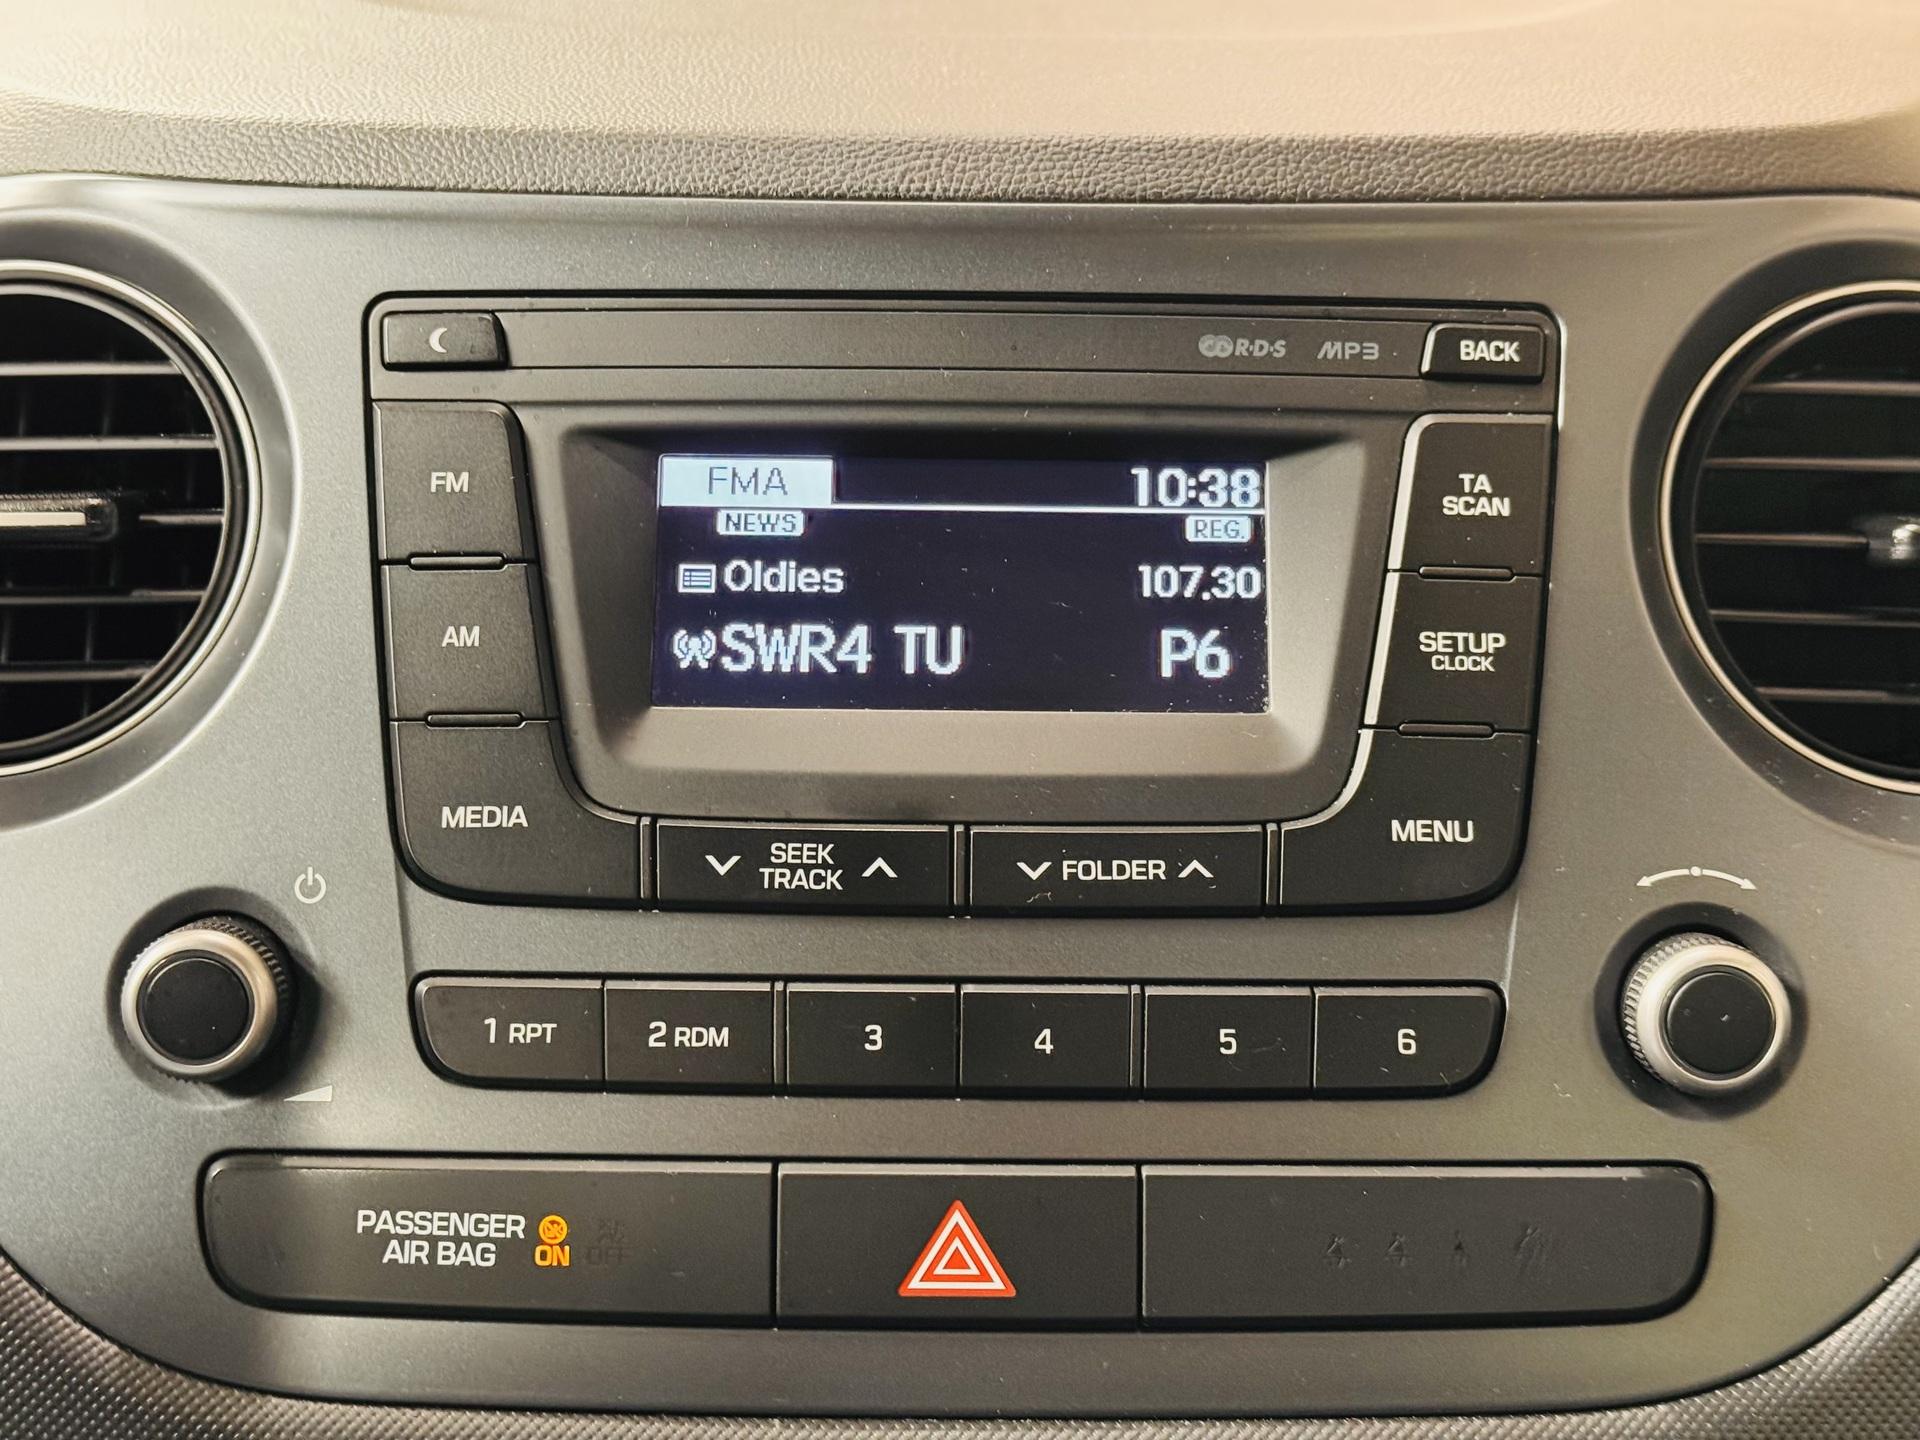 R·D·S MP3 BACK
FM
AM
MEDIA
FMA 10:38
NEWS REG.
Oldies 107.30
SWR4 TU P6
TA
SCAN
SETUP
CLOCK
MENU
SEEK
TRACK
FOLDER
1 RPT 2 RDM 3 4 5 6
PASSENGER
AIR BAG ON OFF